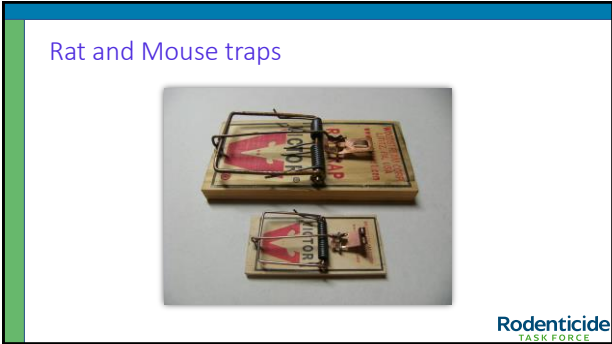 Rat and Mouse traps
VICTOR®
VICTOR
Rodenticide
TASK FORCE